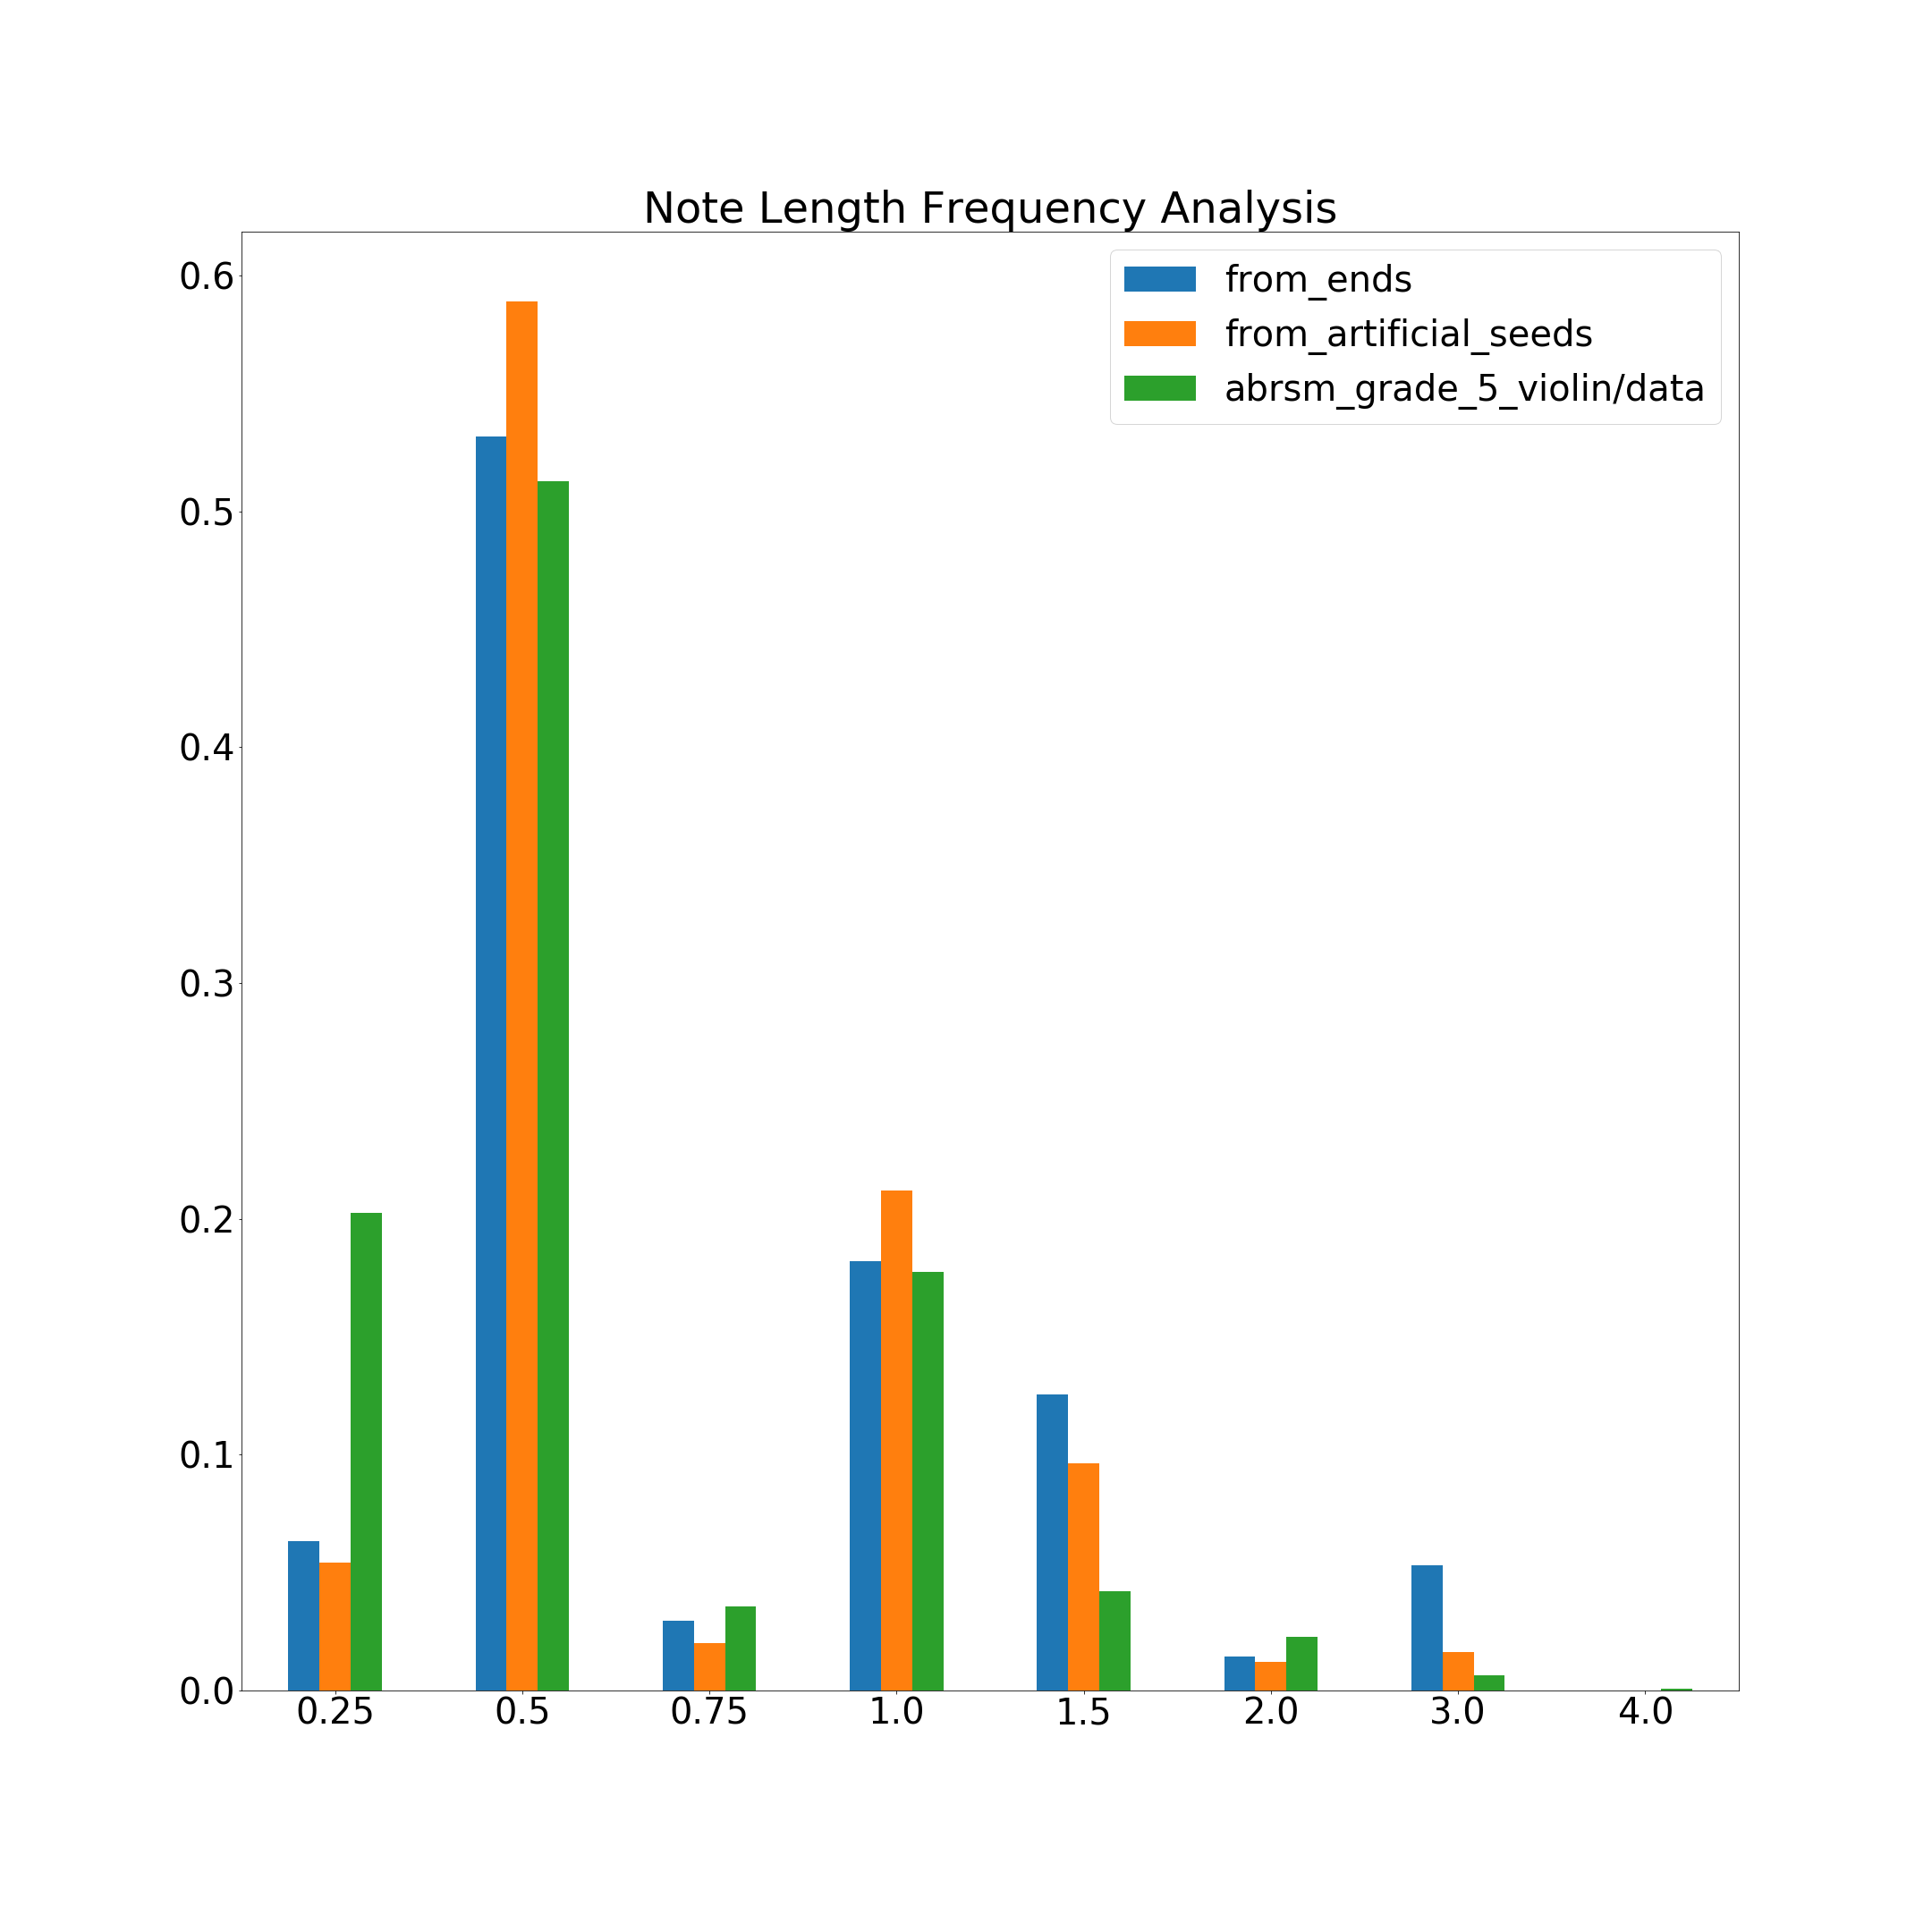 Note Length Frequency Analysis
from_ends
from_artificial_seeds
abrsm_grade_5_violin/data
0.6
0.5
0.4
0.3
0.2
0.1
0.0
0.25 0.5 0.75 1.0 1.5 2.0 3.0 4.0